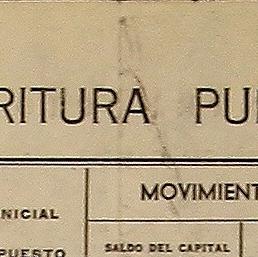 RITURA PU
MOVIMIENT
NICIAL
PUESTO
SALDO DEL CAPITAL